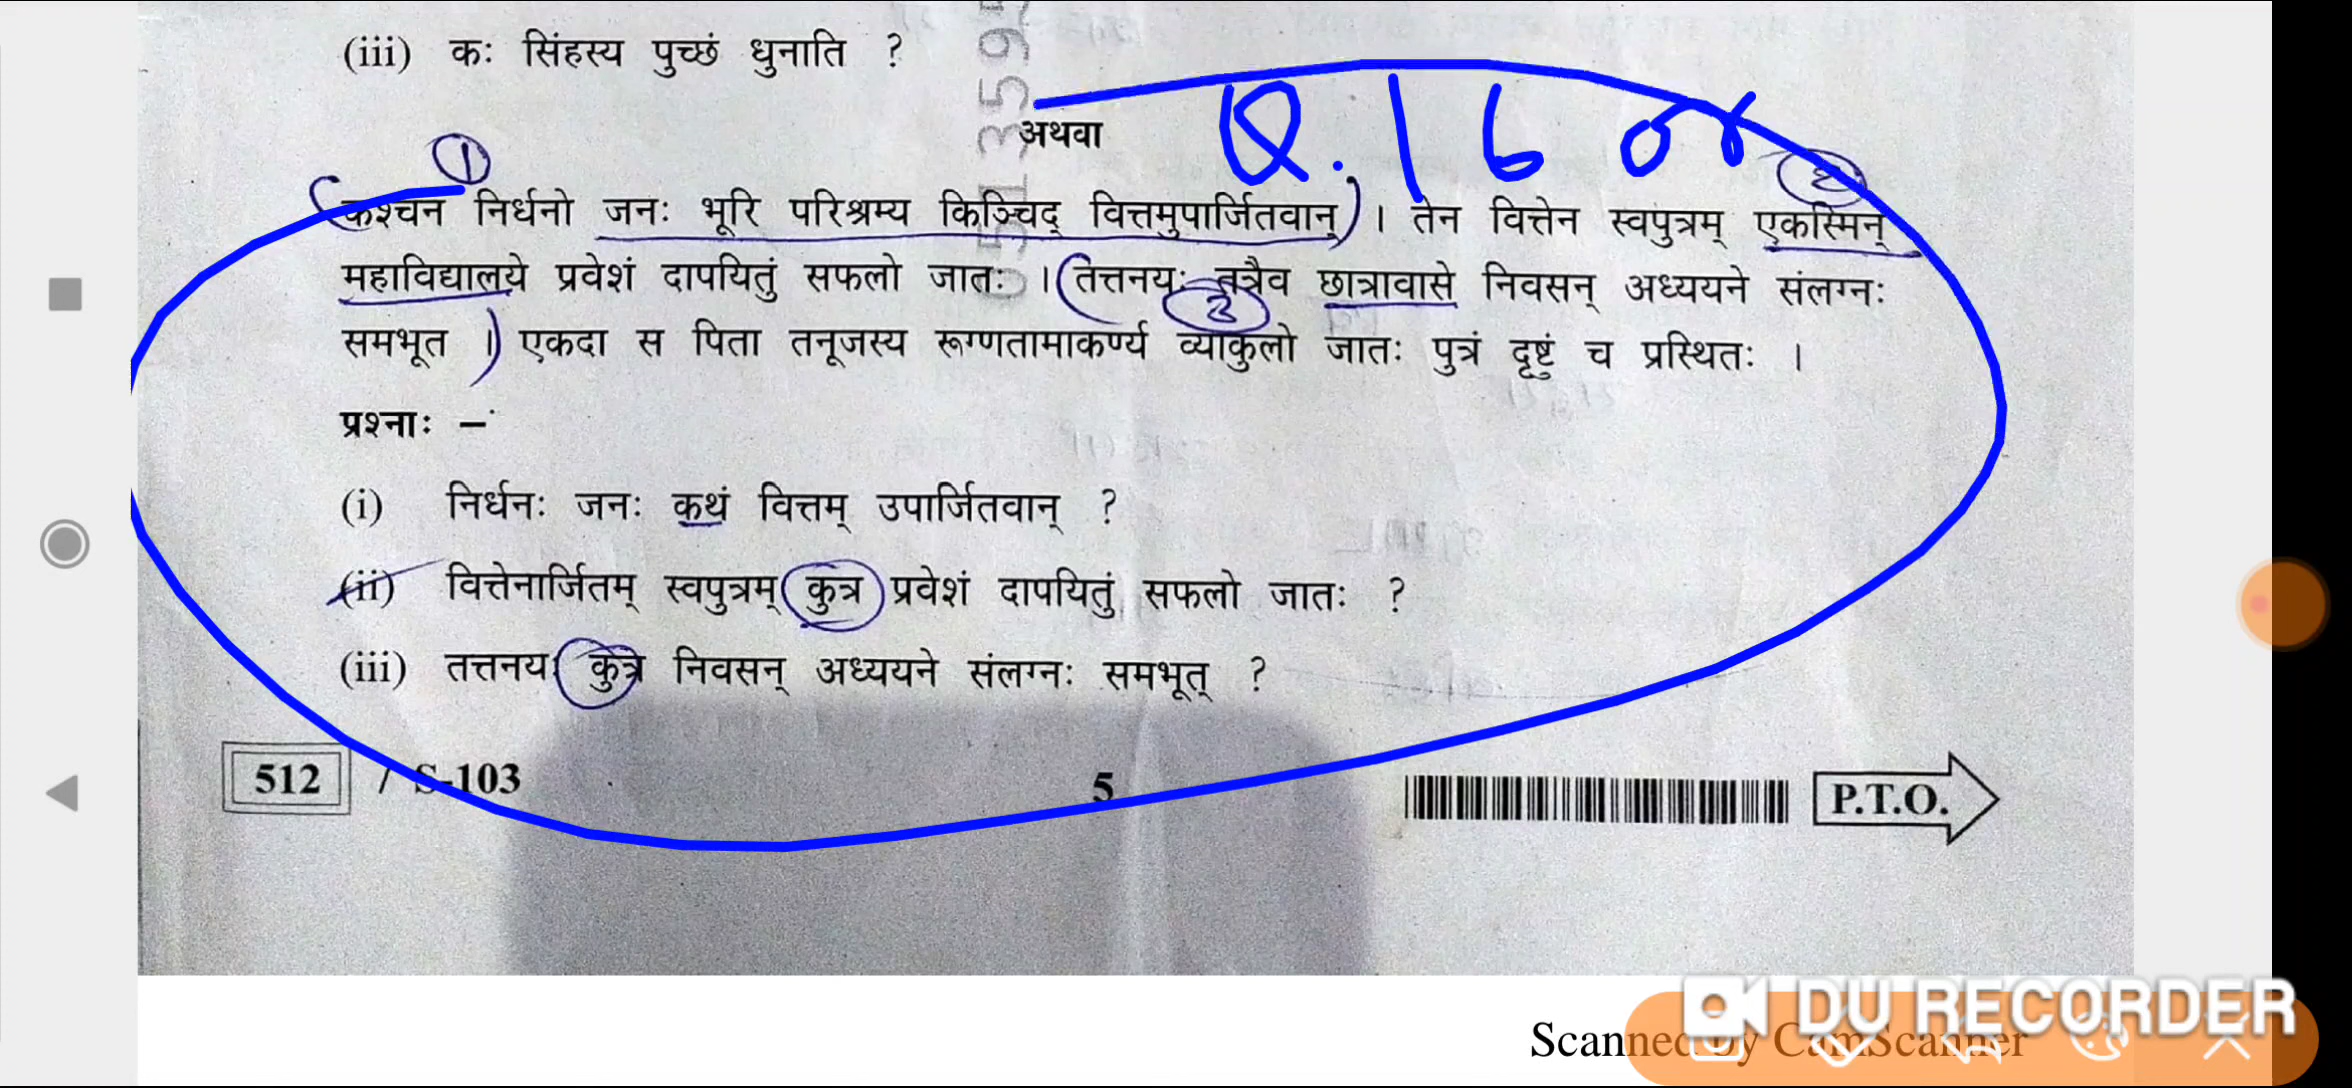 (iii) कः सिंहस्य पुच्छं धुनाति ?
अथवा
Q.16 or
1
2
कश्चन निर्धनो जनः भूरि परिश्रम्य किञ्चिद् वित्तमुपार्जितवान् । तेन वित्तेन स्वपुत्रम् एकस्मिन्
महाविद्यालये प्रवेशं दापयितुं सफलो जातः । तत्तनयः तत्रैव छात्रावासे निवसन् अध्ययने संलग्नः
3
समभूत । एकदा स पिता तनूजस्य रूग्णतामाकर्ण्य व्याकुलो जातः पुत्रं दृष्टुं च प्रस्थितः ।
प्रश्नाः –
(i) निर्धनः जनः कथं वित्तम् उपार्जितवान् ?
(ii) वित्तेनार्जितम् स्वपुत्रम् कुत्र प्रवेशं दापयितुं सफलो जातः ?
(iii) तत्तनयः कुत्र निवसन् अध्ययने संलग्नः समभूत् ?
512 / S-103 5 P.T.O.
DU RECORDER
Scanned by CamScanner